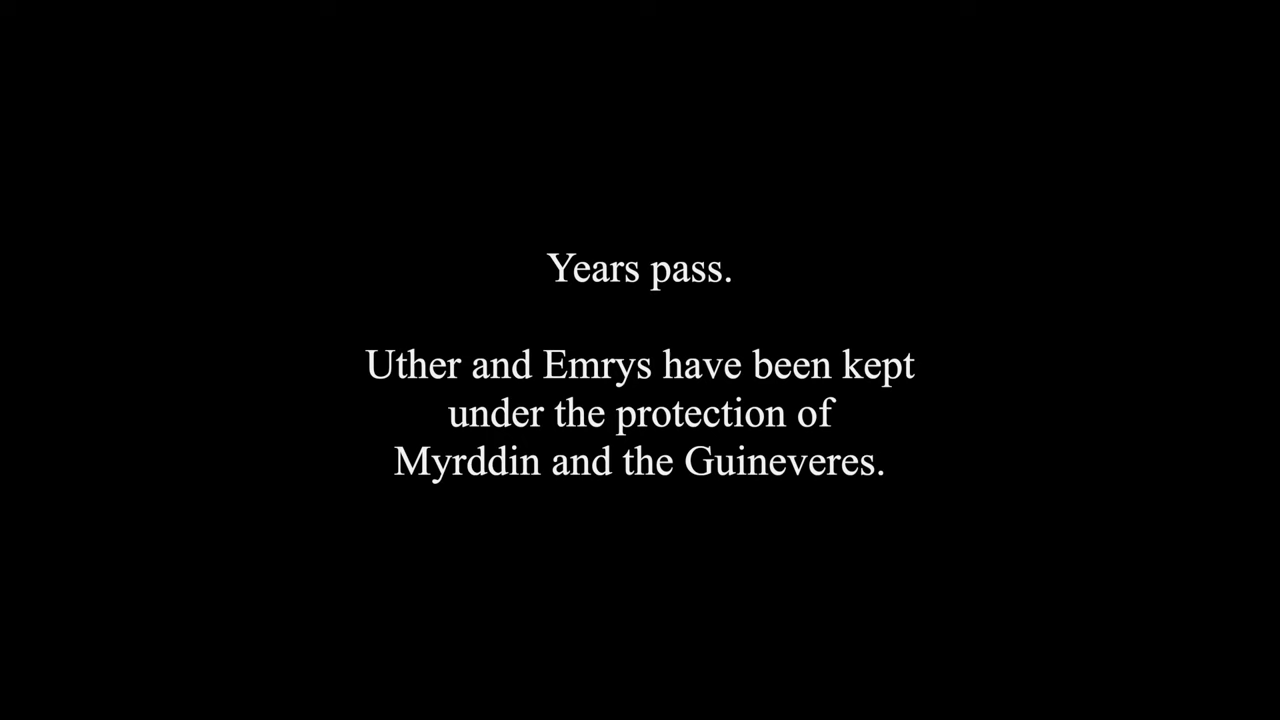 Years pass.
Uther and Emrys have been kept
under the protection of
Myrddin and the Guineveres.